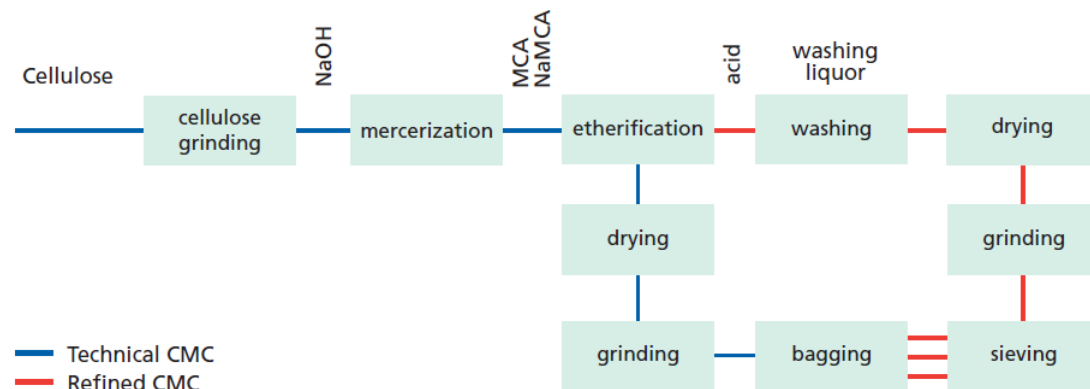 Cellulose
NaOH
MCA
NaMCA
acid
washing
liquor
cellulose
grinding
mercerization
etherification
washing
drying
drying
grinding
grinding
bagging
sieving
Technical CMC
Refined CMC